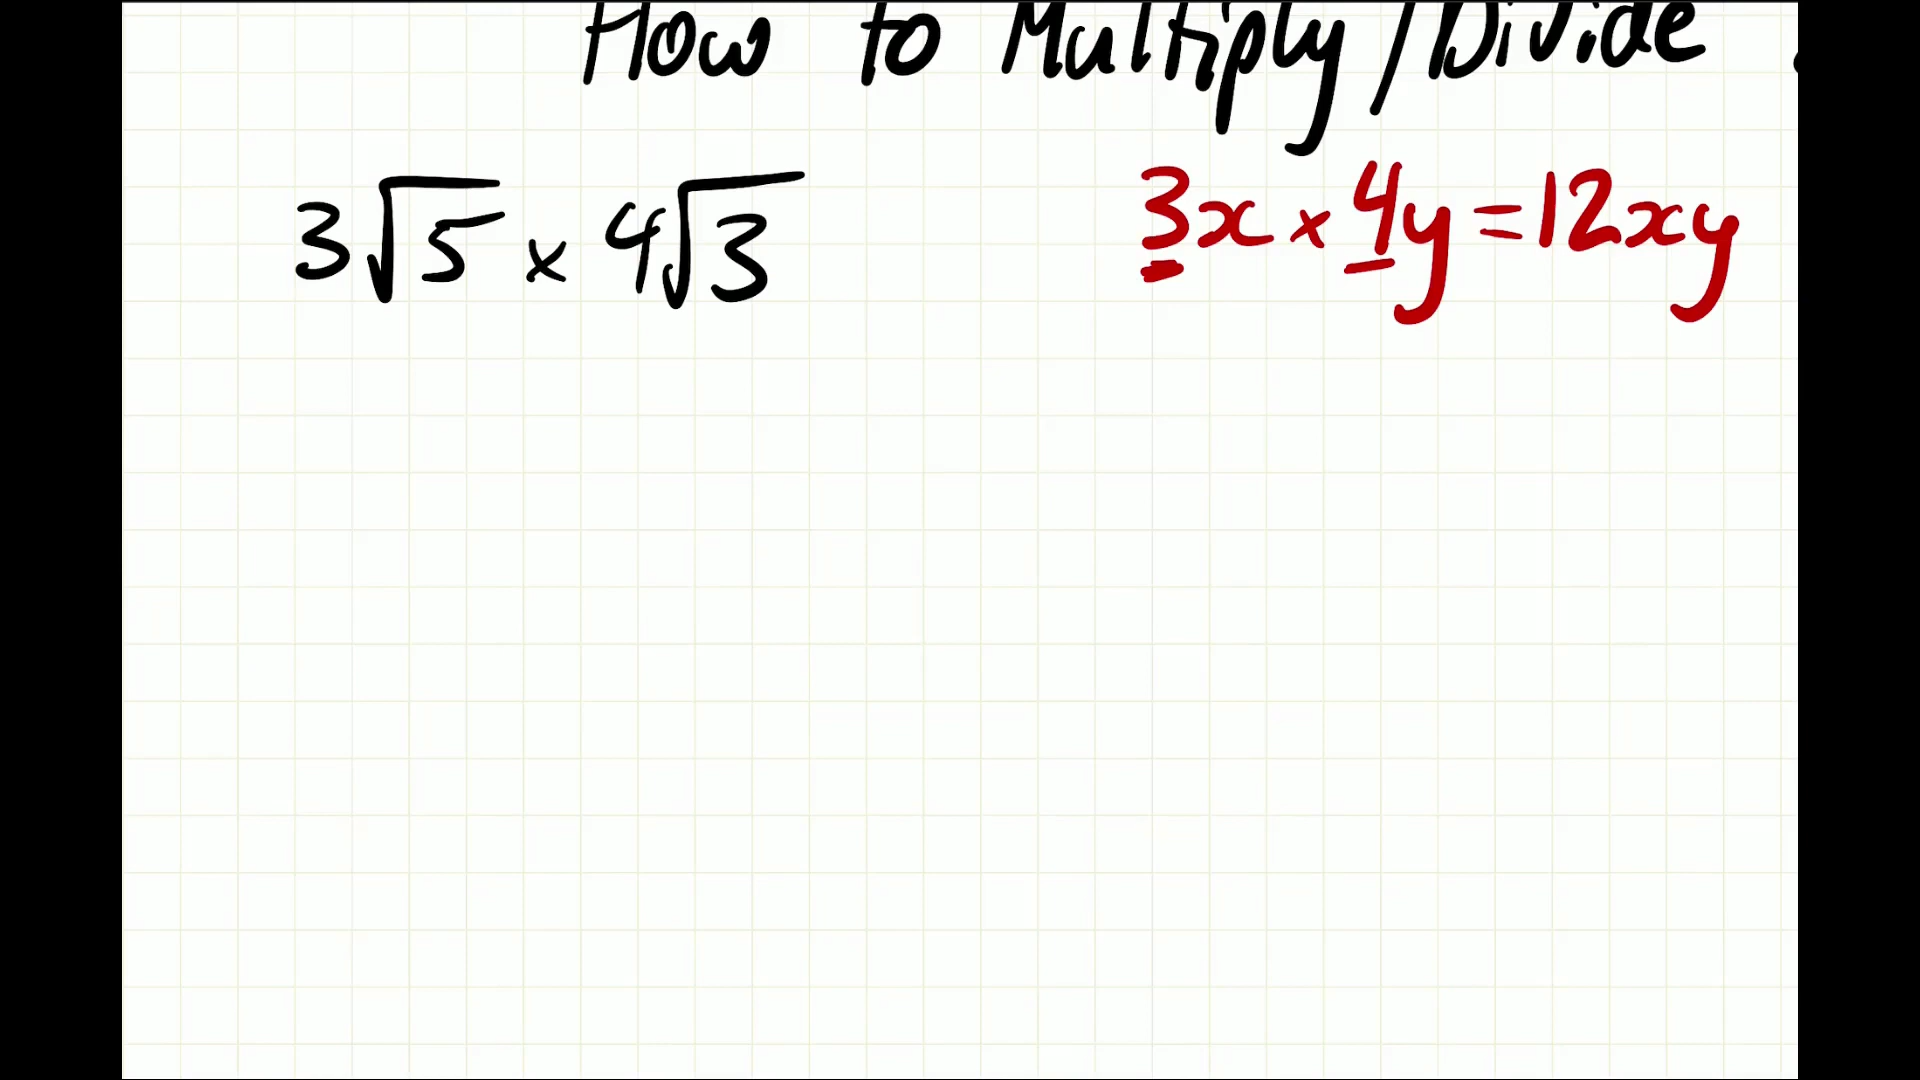 How to Multiply/Divide
3√5 × 4√3
3x × 4y = 12xy